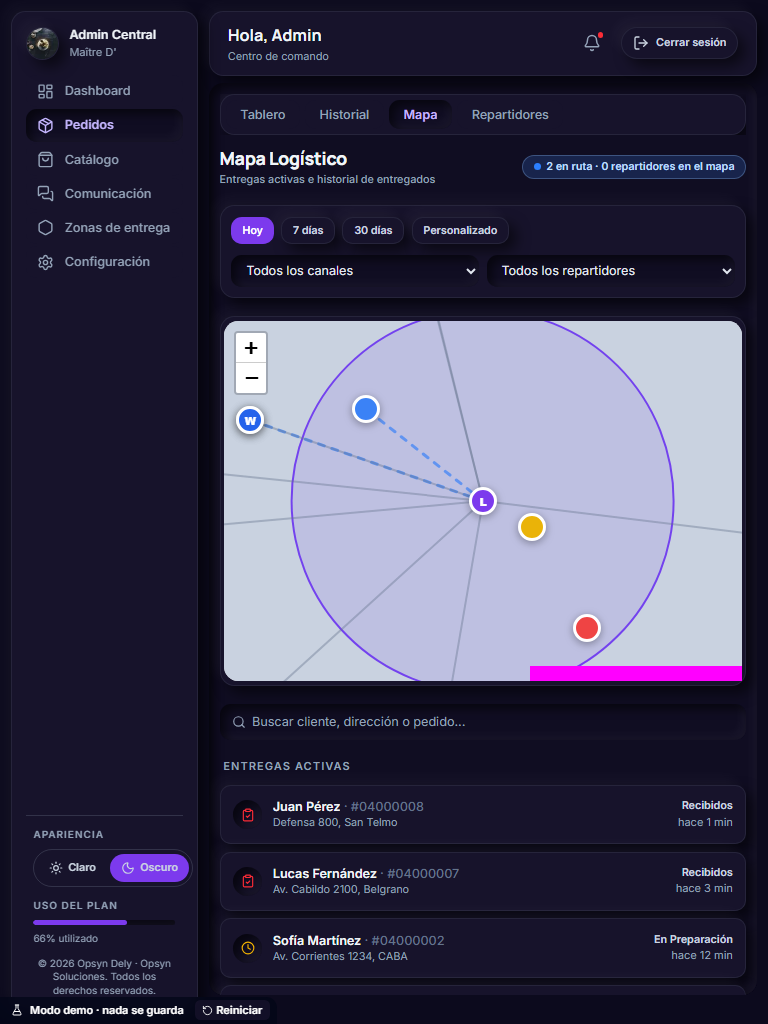 Admin Central
Maître D'
Dashboard
Pedidos
Catálogo
Comunicación
Zonas de entrega
Configuración
APARIENCIA
Claro
Oscuro
USO DEL PLAN
66% utilizado
© 2026 Opsyn Dely · Opsyn
Soluciones. Todos los
derechos reservados.
Hola, Admin
Centro de comando
Cerrar sesión
Tablero
Historial
Mapa
Repartidores
Mapa Logístico
Entregas activas e historial de entregados
2 en ruta · 0 repartidores en el mapa
Hoy
7 días
30 días
Personalizado
Todos los canales
Todos los repartidores
+
−
W
L
Buscar cliente, dirección o pedido...
ENTREGAS ACTIVAS
Juan Pérez · #04000008
Defensa 800, San Telmo
Recibidos
hace 1 min
Lucas Fernández · #04000007
Av. Cabildo 2100, Belgrano
Recibidos
hace 3 min
Sofía Martínez · #04000002
Av. Corrientes 1234, CABA
En Preparación
hace 12 min
Modo demo · nada se guarda
Reiniciar